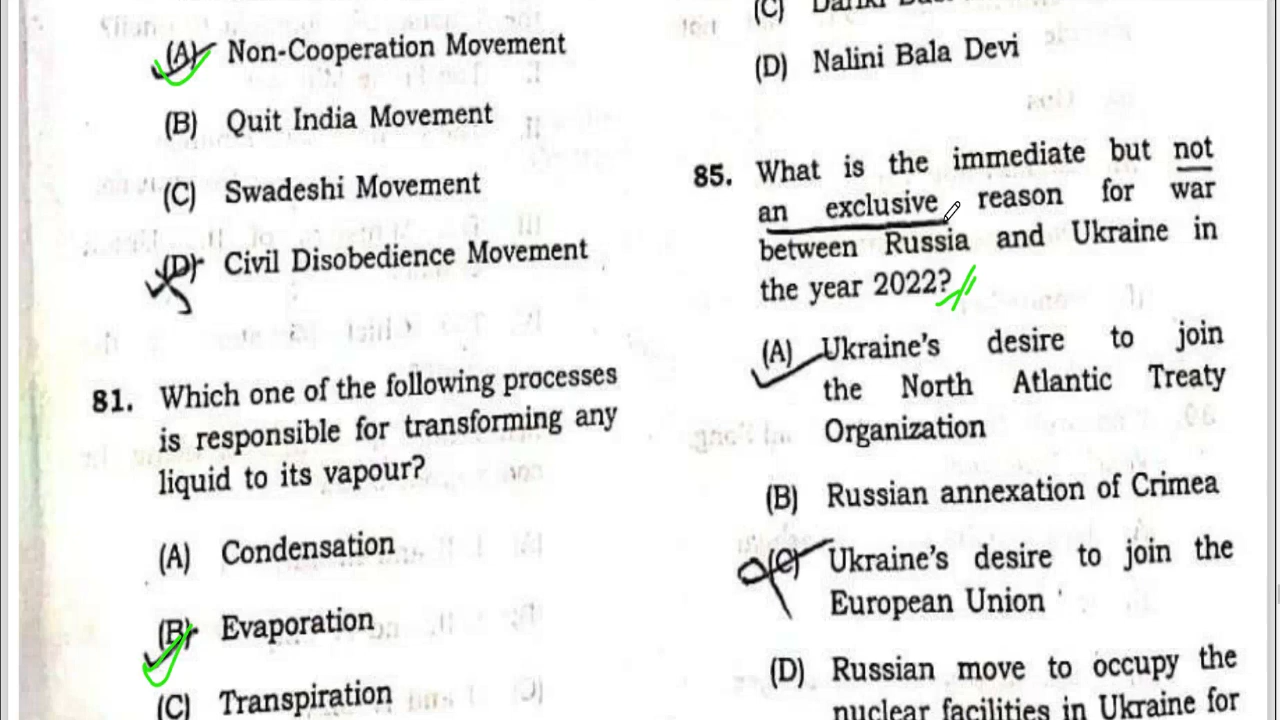 (A) Non-Cooperation Movement
(B) Quit India Movement
(C) Swadeshi Movement
(D) Civil Disobedience Movement
81. Which one of the following processes
is responsible for transforming any
liquid to its vapour?
(A) Condensation
(B) Evaporation
(C) Transpiration
(C)
(D) Nalini Bala Devi
85. What is the immediate but not
an exclusive reason for war
between Russia and Ukraine in
the year 2022?
(A) Ukraine's desire to join
the North Atlantic Treaty
Organization
(B) Russian annexation of Crimea
(C) Ukraine's desire to join the
European Union
(D) Russian move to occupy the
nuclear facilities in Ukraine for